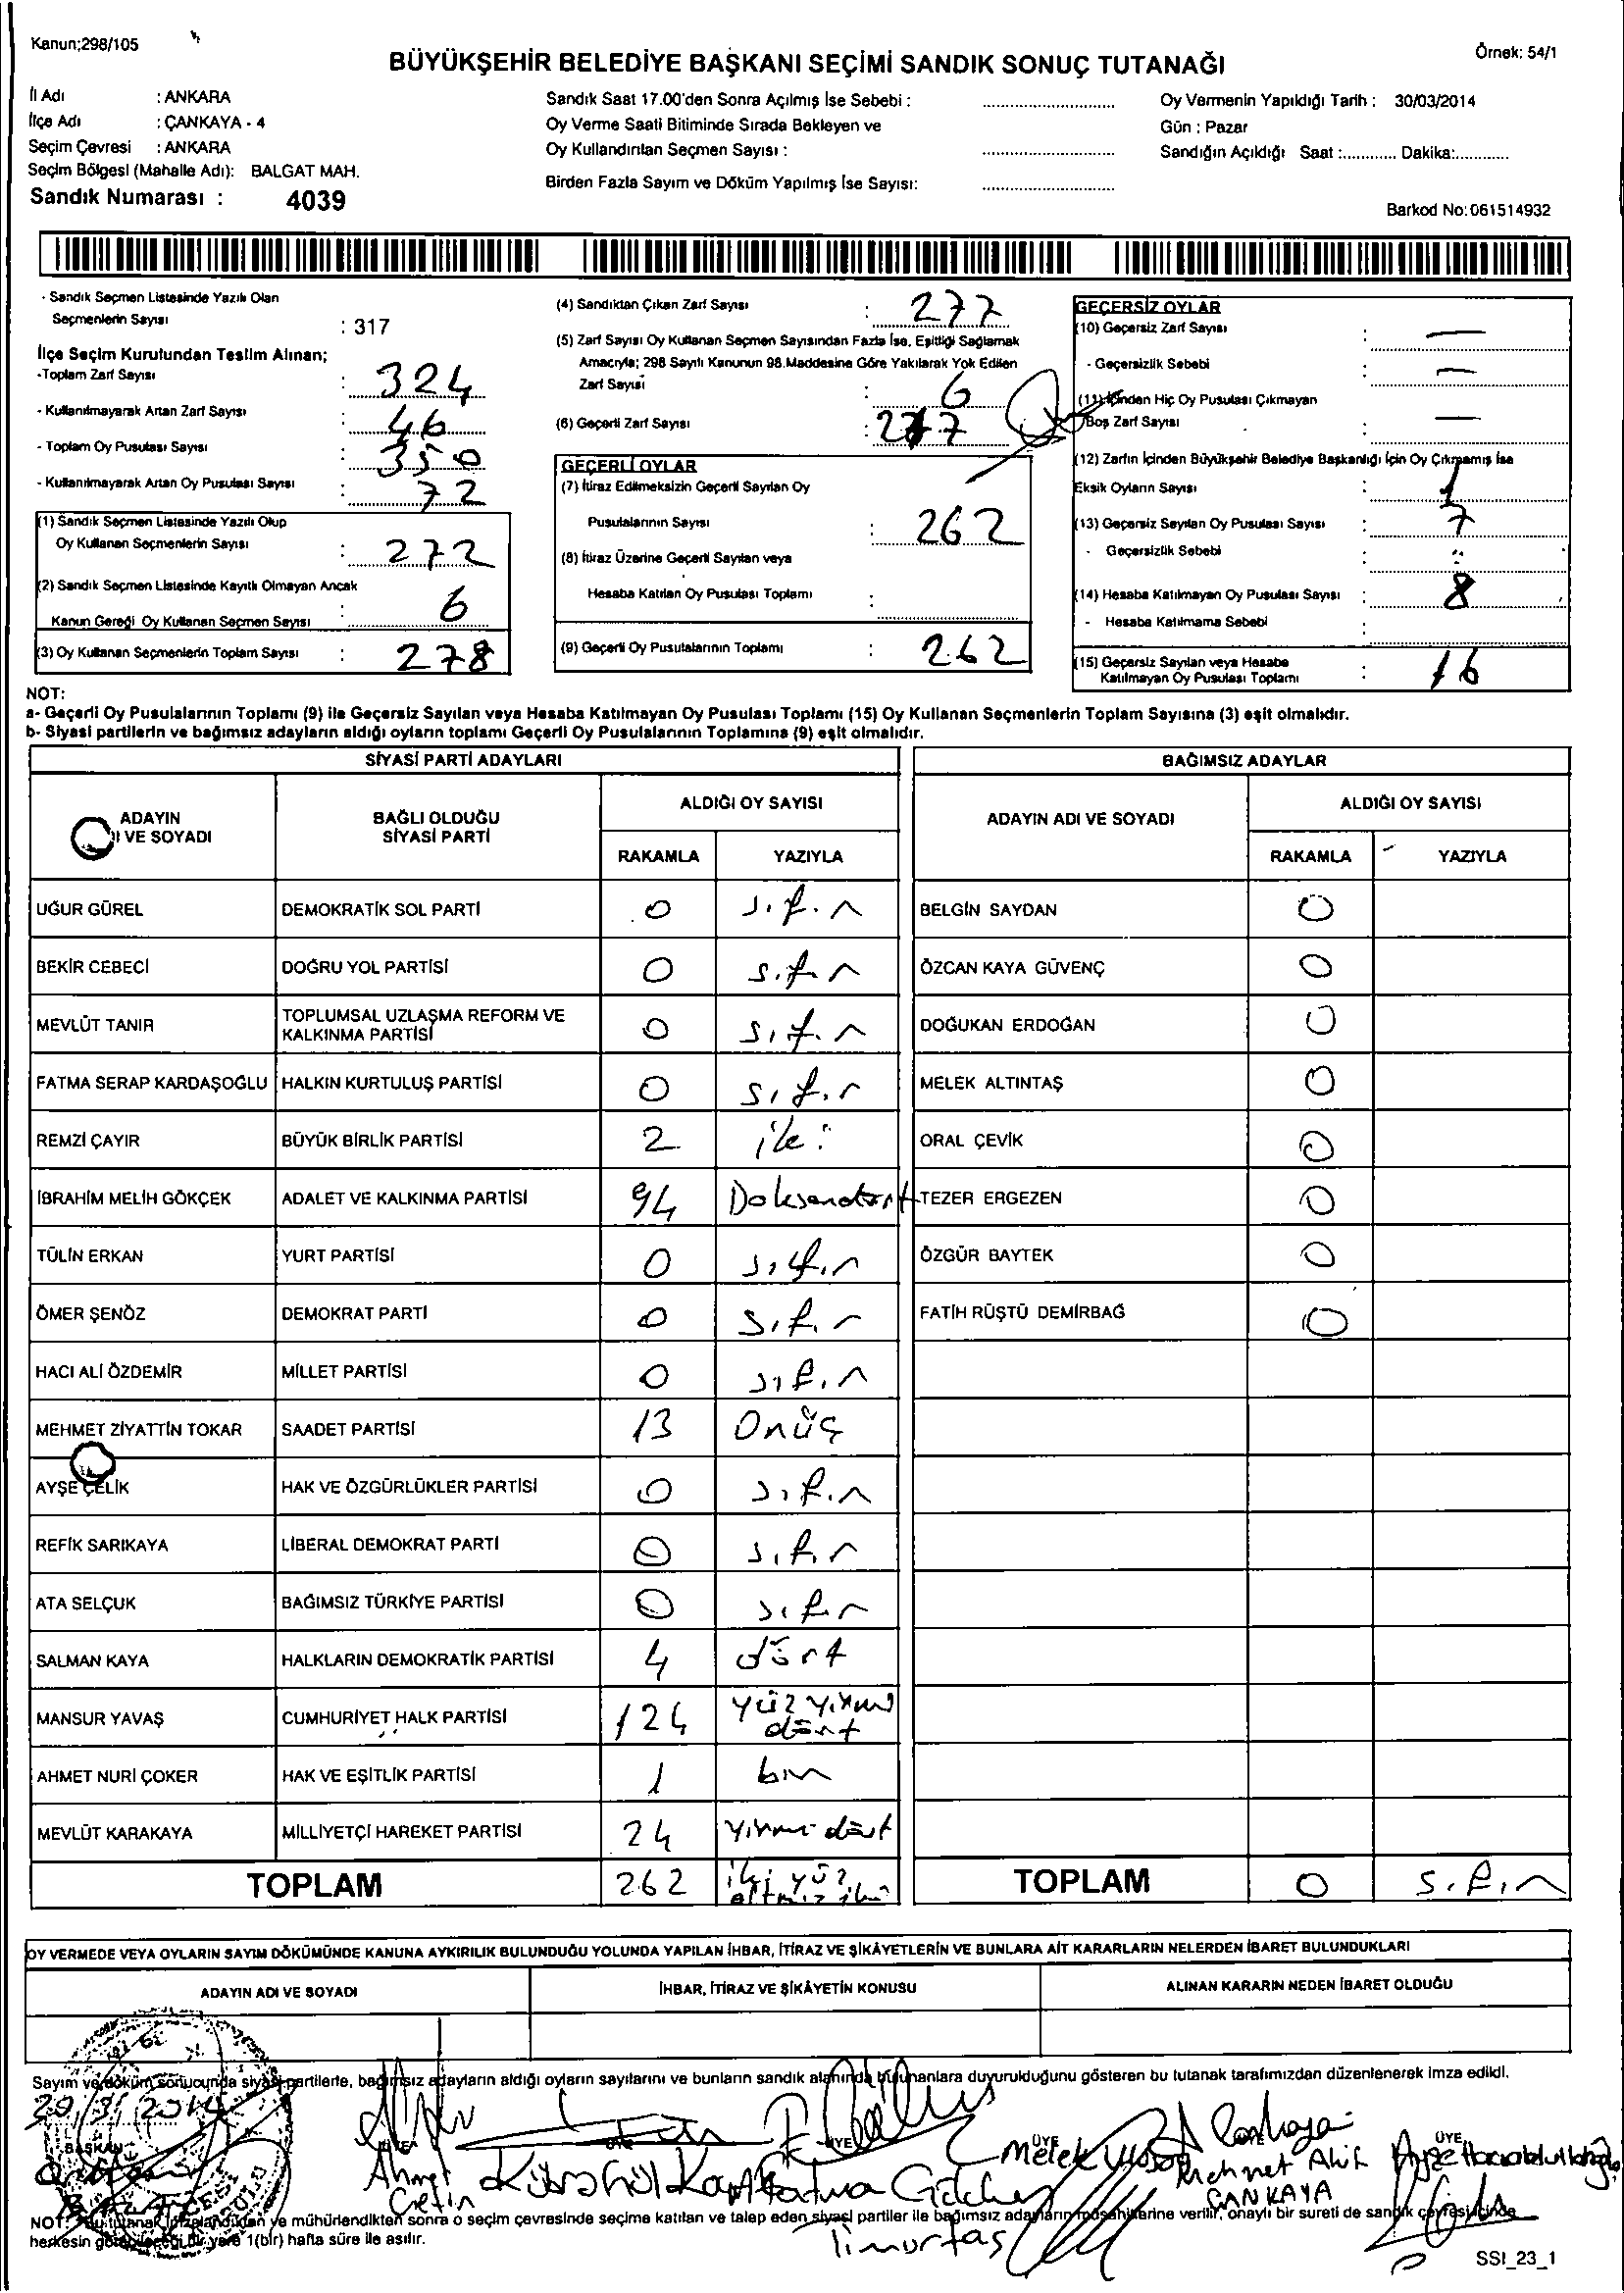 Kanun;298/105
BÜYÜKŞEHİR BELEDİYE BAŞKANI SEÇİMİ SANDIK SONUÇ TUTANAĞI
Örnek: 54/1
İl Adı : ANKARA
İlçe Adı : ÇANKAYA - 4
Seçim Çevresi : ANKARA
Seçim Bölgesi (Mahalle Adı): BALGAT MAH.
Sandık Numarası : 4039
Sandık Saat 17.00'den Sonra Açılmış İse Sebebi :
Oy Verme Saati Bitiminde Sırada Bekleyen ve
Oy Kullandırılan Seçmen Sayısı :
Birden Fazla Sayım ve Döküm Yapılmış İse Sayısı:
Oy Vermenin Yapıldığı Tarih : 30/03/2014
Gün : Pazar
Sandığın Açıldığı Saat :............ Dakika:............
Barkod No:061514932
- Sandık Seçmen Listesinde Yazılı Olan
Seçmenlerin Sayısı : 317
İlçe Seçim Kurulundan Teslim Alınan;
-Toplam Zarf Sayısı : 324
- Kullanılmayarak Artan Zarf Sayısı : 46
- Toplam Oy Pusulası Sayısı : 350
- Kullanılmayarak Artan Oy Pusulası Sayısı : 72
(1) Sandık Seçmen Listesinde Yazılı Olup
Oy Kullanan Seçmenlerin Sayısı : 272
(2) Sandık Seçmen Listesinde Kayıtlı Olmayan Ancak
Kanun Gereği Oy Kullanan Seçmen Sayısı : 6
(3) Oy Kullanan Seçmenlerin Toplam Sayısı : 278
(4) Sandıktan Çıkan Zarf Sayısı : 277
(5) Zarf Sayısı Oy Kullanan Seçmen Sayısından Fazla İse, Eşitliği Sağlamak
Amacıyla; 298 Sayılı Kanunun 98.Maddesine Göre Yakılarak Yok Edilen
Zarf Sayısı : 6
(6) Geçerli Zarf Sayısı : 277
GEÇERLİ OYLAR
(7) İtiraz Edilmeksizin Geçerli Sayılan Oy
Pusulalarının Sayısı : 262
(8) İtiraz Üzerine Geçerli Sayılan veya
Hesaba Katılan Oy Pusulası Toplamı :
(9) Geçerli Oy Pusulalarının Toplamı : 262
GEÇERSİZ OYLAR
(10) Geçersiz Zarf Sayısı : —
- Geçersizlik Sebebi : —
(11) İçinden Hiç Oy Pusulası Çıkmayan
Boş Zarf Sayısı : —
(12) Zarfın İçinden Büyükşehir Belediye Başkanlığı İçin Oy Çıkmamış İse
Eksik Oyların Sayısı : 1
(13) Geçersiz Sayılan Oy Pusulası Sayısı : 7
- Geçersizlik Sebebi :
(14) Hesaba Katılmayan Oy Pusulası Sayısı : 8
- Hesaba Katılmama Sebebi :
(15) Geçersiz Sayılan veya Hesaba
Katılmayan Oy Pusulası Toplamı : 16
NOT:
a- Geçerli Oy Pusulalarının Toplamı (9) ile Geçersiz Sayılan veya Hesaba Katılmayan Oy Pusulası Toplamı (15) Oy Kullanan Seçmenlerin Toplam Sayısına (3) eşit olmalıdır.
b- Siyasi partilerin ve bağımsız adayların aldığı oyların toplamı Geçerli Oy Pusulalarının Toplamına (9) eşit olmalıdır.
SİYASİ PARTİ ADAYLARI
BAĞIMSIZ ADAYLAR
ADAYIN
VE SOYADI
BAĞLI OLDUĞU
SİYASİ PARTİ
ALDIĞI OY SAYISI
RAKAMLA YAZIYLA
ADAYIN ADI VE SOYADI
ALDIĞI OY SAYISI
RAKAMLA YAZIYLA
UĞUR GÜREL DEMOKRATİK SOL PARTİ 0 sıfır BELGİN SAYDAN 0
BEKİR CEBECİ DOĞRU YOL PARTİSİ 0 sıfır ÖZCAN KAYA GÜVENÇ 0
MEVLÜT TANIR TOPLUMSAL UZLAŞMA REFORM VE KALKINMA PARTİSİ 0 sıfır DOĞUKAN ERDOĞAN 0
FATMA SERAP KARDAŞOĞLU HALKIN KURTULUŞ PARTİSİ 0 sıfır MELEK ALTINTAŞ 0
REMZİ ÇAYIR BÜYÜK BİRLİK PARTİSİ 2 iki ORAL ÇEVİK 0
İBRAHİM MELİH GÖKÇEK ADALET VE KALKINMA PARTİSİ 94 Doksandört TEZER ERGEZEN 0
TÜLİN ERKAN YURT PARTİSİ 0 sıfır ÖZGÜR BAYTEK 0
ÖMER ŞENÖZ DEMOKRAT PARTİ 0 sıfır FATİH RÜŞTÜ DEMİRBAĞ 0
HACI ALİ ÖZDEMİR MİLLET PARTİSİ 0 sıfır
MEHMET ZİYATTİN TOKAR SAADET PARTİSİ 13 Onüç
AYŞE ÇELİK HAK VE ÖZGÜRLÜKLER PARTİSİ 0 sıfır
REFİK SARIKAYA LİBERAL DEMOKRAT PARTİ 0 sıfır
ATA SELÇUK BAĞIMSIZ TÜRKİYE PARTİSİ 0 sıfır
SALMAN KAYA HALKLARIN DEMOKRATİK PARTİSİ 4 dört
MANSUR YAVAŞ CUMHURİYET HALK PARTİSİ 124 yüz yirmi dört
AHMET NURİ ÇOKER HAK VE EŞİTLİK PARTİSİ 1 bir
MEVLÜT KARAKAYA MİLLİYETÇİ HAREKET PARTİSİ 24 Yirmi dört
TOPLAM 262 iki yüz altmız iki TOPLAM 0 sıfır
OY VERMEDE VEYA OYLARIN SAYIM DÖKÜMÜNDE KANUNA AYKIRILIK BULUNDUĞU YOLUNDA YAPILAN İHBAR, İTİRAZ VE ŞİKÂYETLERİN VE BUNLARA AİT KARARLARIN NELERDEN İBARET BULUNDUKLARI
ADAYIN ADI VE SOYADI İHBAR, İTİRAZ VE ŞİKÂYETİN KONUSU ALINAN KARARIN NEDEN İBARET OLDUĞU
Sayım ve döküm sonucunda siyasi partilerle, bağımsız adayların aldığı oyların sayılarını ve bunların sandık alanında bulunanlara duyurulduğunu gösteren bu tutanak tarafımızdan düzenlenerek imza edildi.
BAŞKAN ÜYE ÜYE ÜYE ÜYE
Ahmet Çetin
Fatma
Timurtaş
Melek
Mehmet Akif ÇANKAYA
Ayşe Hacıabdullahoğlu
NOT: Bu tutanak imzalandıktan ve mühürlendikten sonra o seçim çevresinde seçime katılan ve talep eden siyasi partiler ile bağımsız adayların müşahitlerine verilir, onaylı bir sureti de sandık çevresi içinde
herkesin görebileceği bir yere 1(bir) hafta süre ile asılır.
SSI_23_1